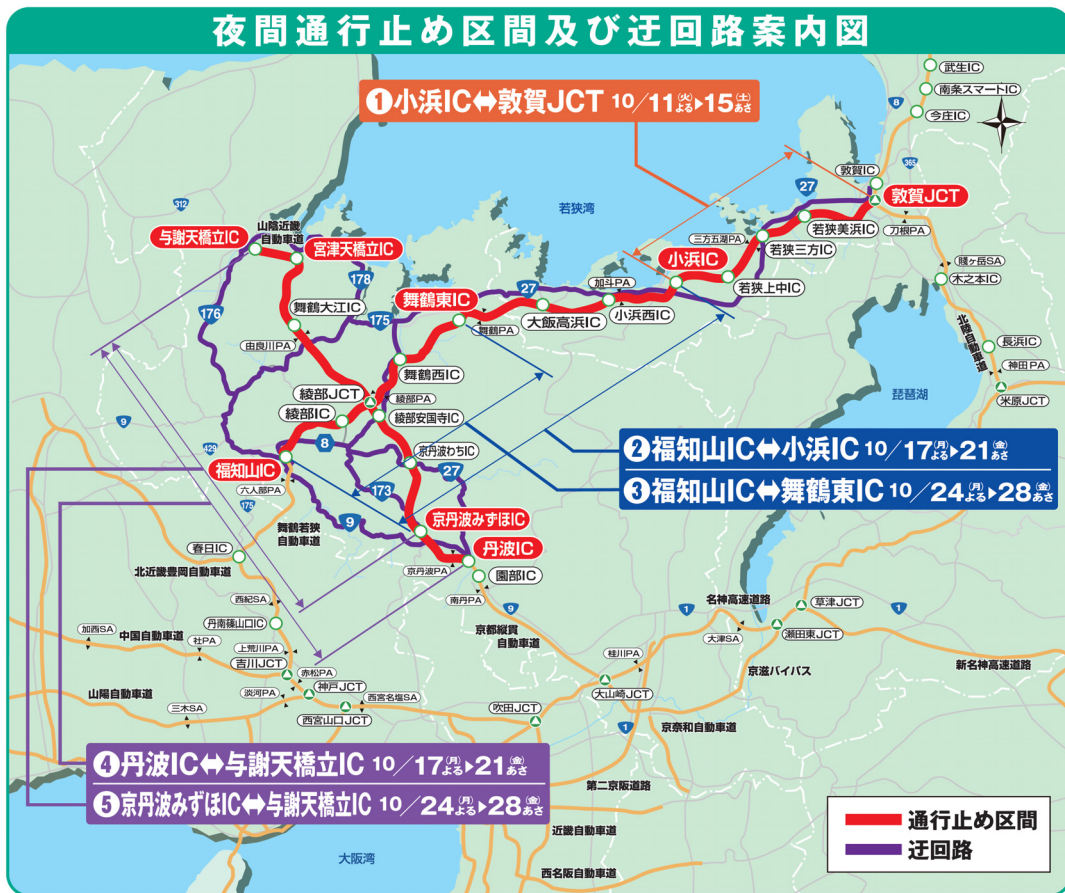 夜間通行止め区間及び迂回路案内図
❶小浜IC⇔敦賀JCT 10/11(火)よる▶15(土)あさ
武生IC
8
南条スマートIC
今庄IC
365
敦賀IC
27
敦賀JCT
若狭湾
312
山陰近畿
自動車道
与謝天橋立IC
宮津天橋立IC
三方五湖PA
若狭美浜IC
刀根PA
若狭三方IC
賤ヶ岳SA
小浜IC
178
舞鶴東IC
27
加斗PA
若狭上中IC
木之本IC
176
舞鶴大江IC
175
舞鶴PA
大飯高浜IC
小浜西IC
北陸自動車道
由良川PA
長浜IC
舞鶴西IC
神田PA
琵琶湖
綾部JCT
綾部PA
米原JCT
9
綾部IC
綾部安国寺IC
429
8
京丹波わちIC
❷福知山IC⇔小浜IC 10/17(月)よる▶21(金)あさ
福知山IC
27
六人部PA
173
❸福知山IC⇔舞鶴東IC 10/24(月)よる▶28(金)あさ
175
舞鶴若狭
自動車道
9
京丹波みずほIC
春日IC
丹波IC
北近畿豊岡自動車道
京丹波PA
園部IC
西紀SA
南丹PA
9
名神高速道路
草津JCT
1
1
丹南篠山口IC
京都縦貫
自動車道
大津SA
瀬田東JCT
加西SA
中国自動車道
社PA
上荒川PA
桂川PA
新名神高速道路
吉川JCT
赤松PA
京滋バイパス
山陽自動車道
淡河PA
神戸JCT
西宮名塩SA
大山崎JCT
三木SA
西宮山口JCT
吹田JCT
1
京奈和自動車道
❹丹波IC⇔与謝天橋立IC 10/17(月)よる▶21(金)あさ
第二京阪道路
❺京丹波みずほIC⇔与謝天橋立IC 10/24(月)よる▶28(金)あさ
通行止め区間
近畿自動車道
迂回路
大阪湾
西名阪自動車道